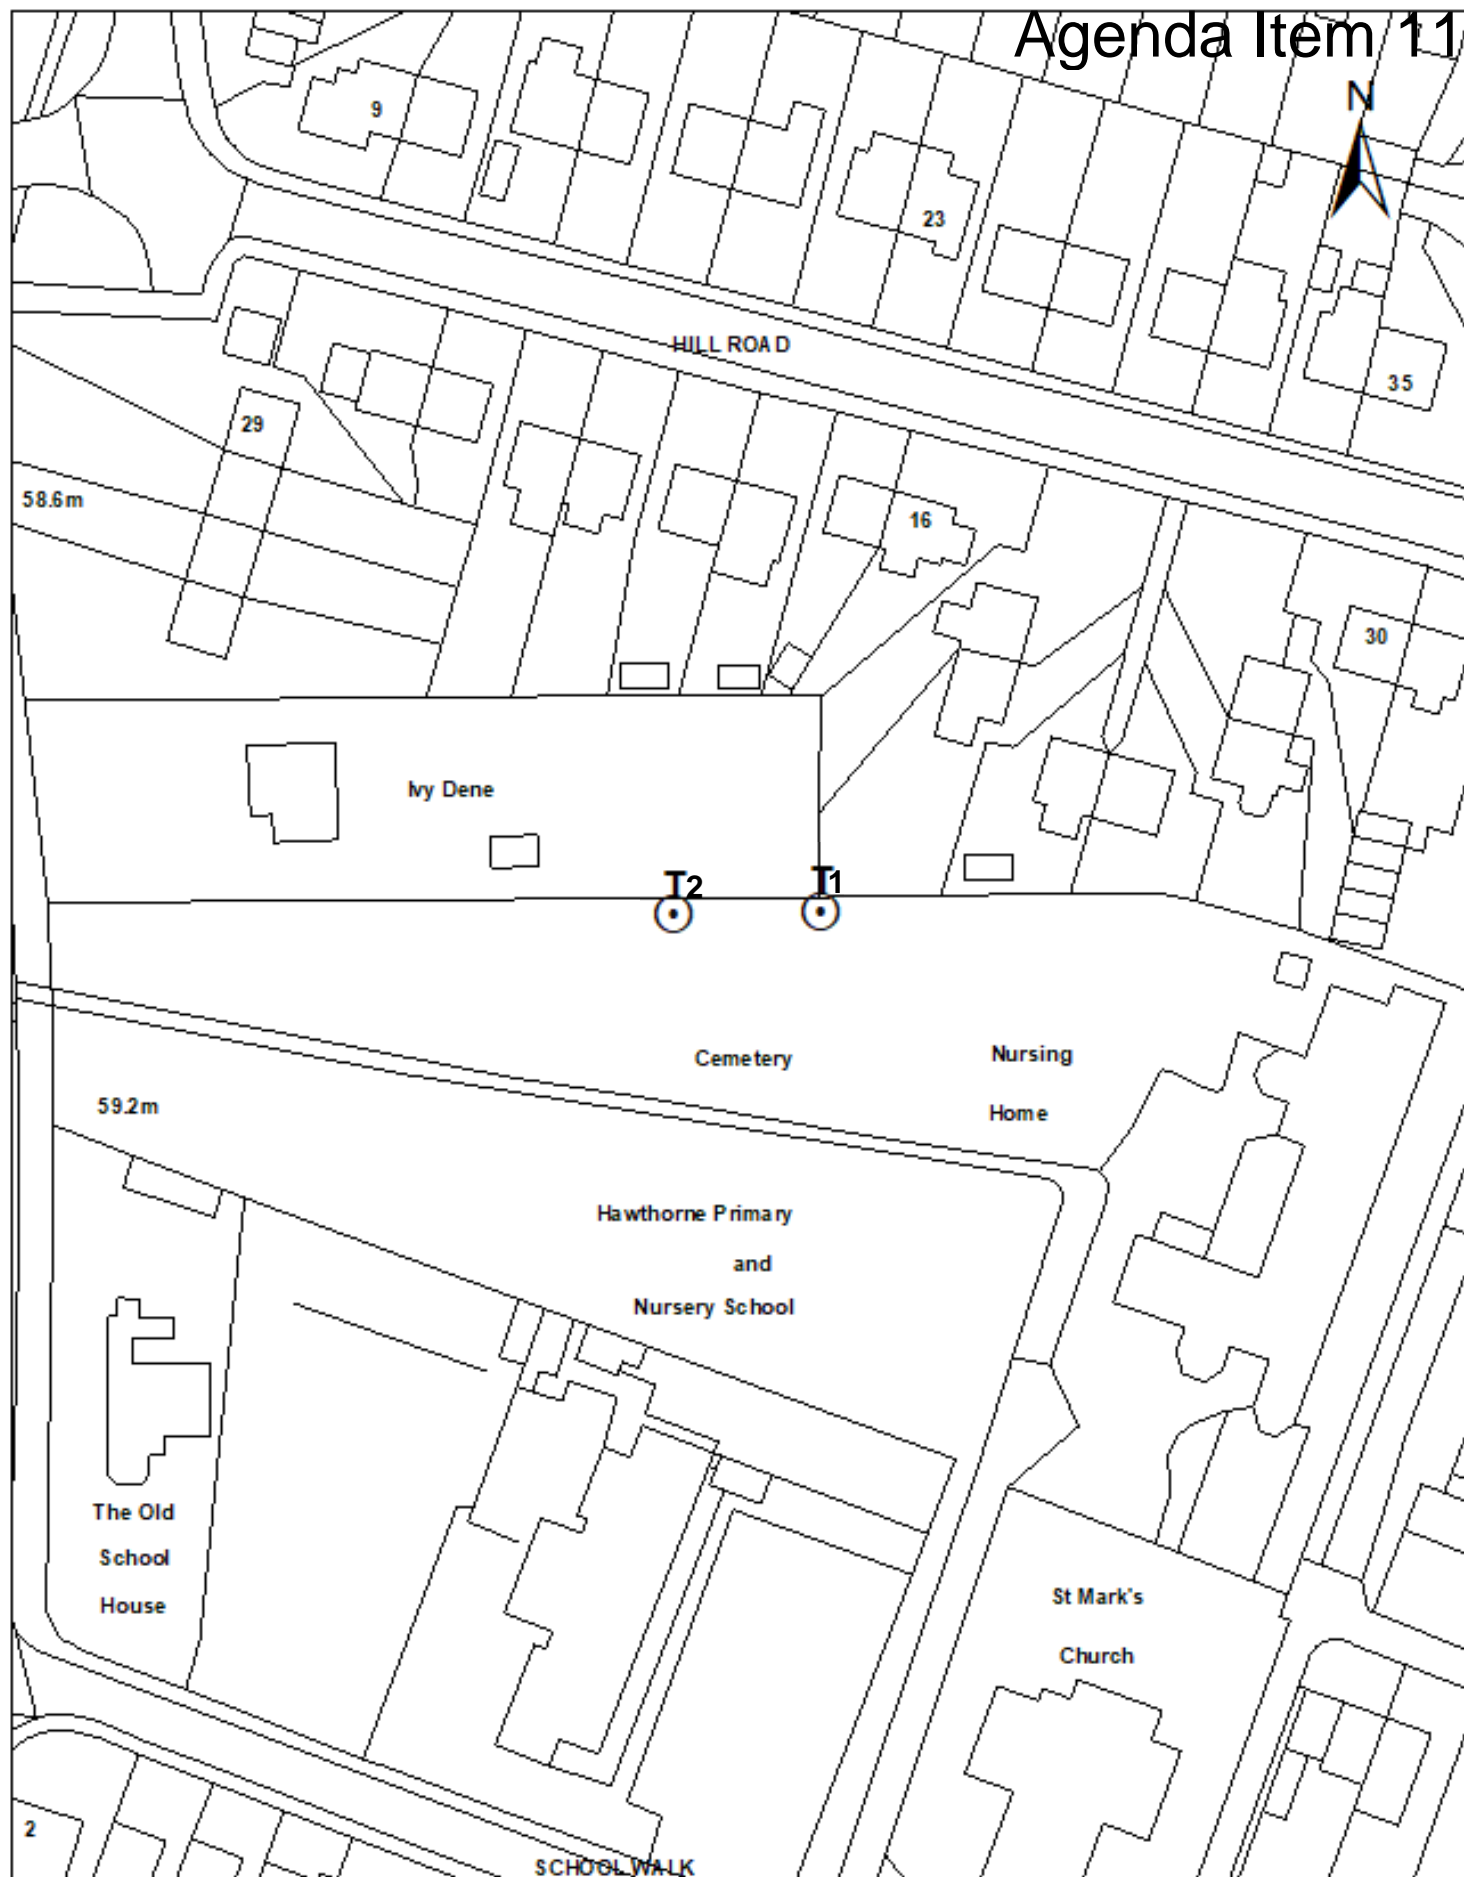 Agenda Item 11
N
9
23
HILL ROAD
35
29
58.6m
16
30
Ivy Dene
T2
T1
Cemetery
Nursing
Home
59.2m
Hawthorne Primary
and
Nursery School
The Old
School
House
St Mark's
Church
2
SCHOOL WALK